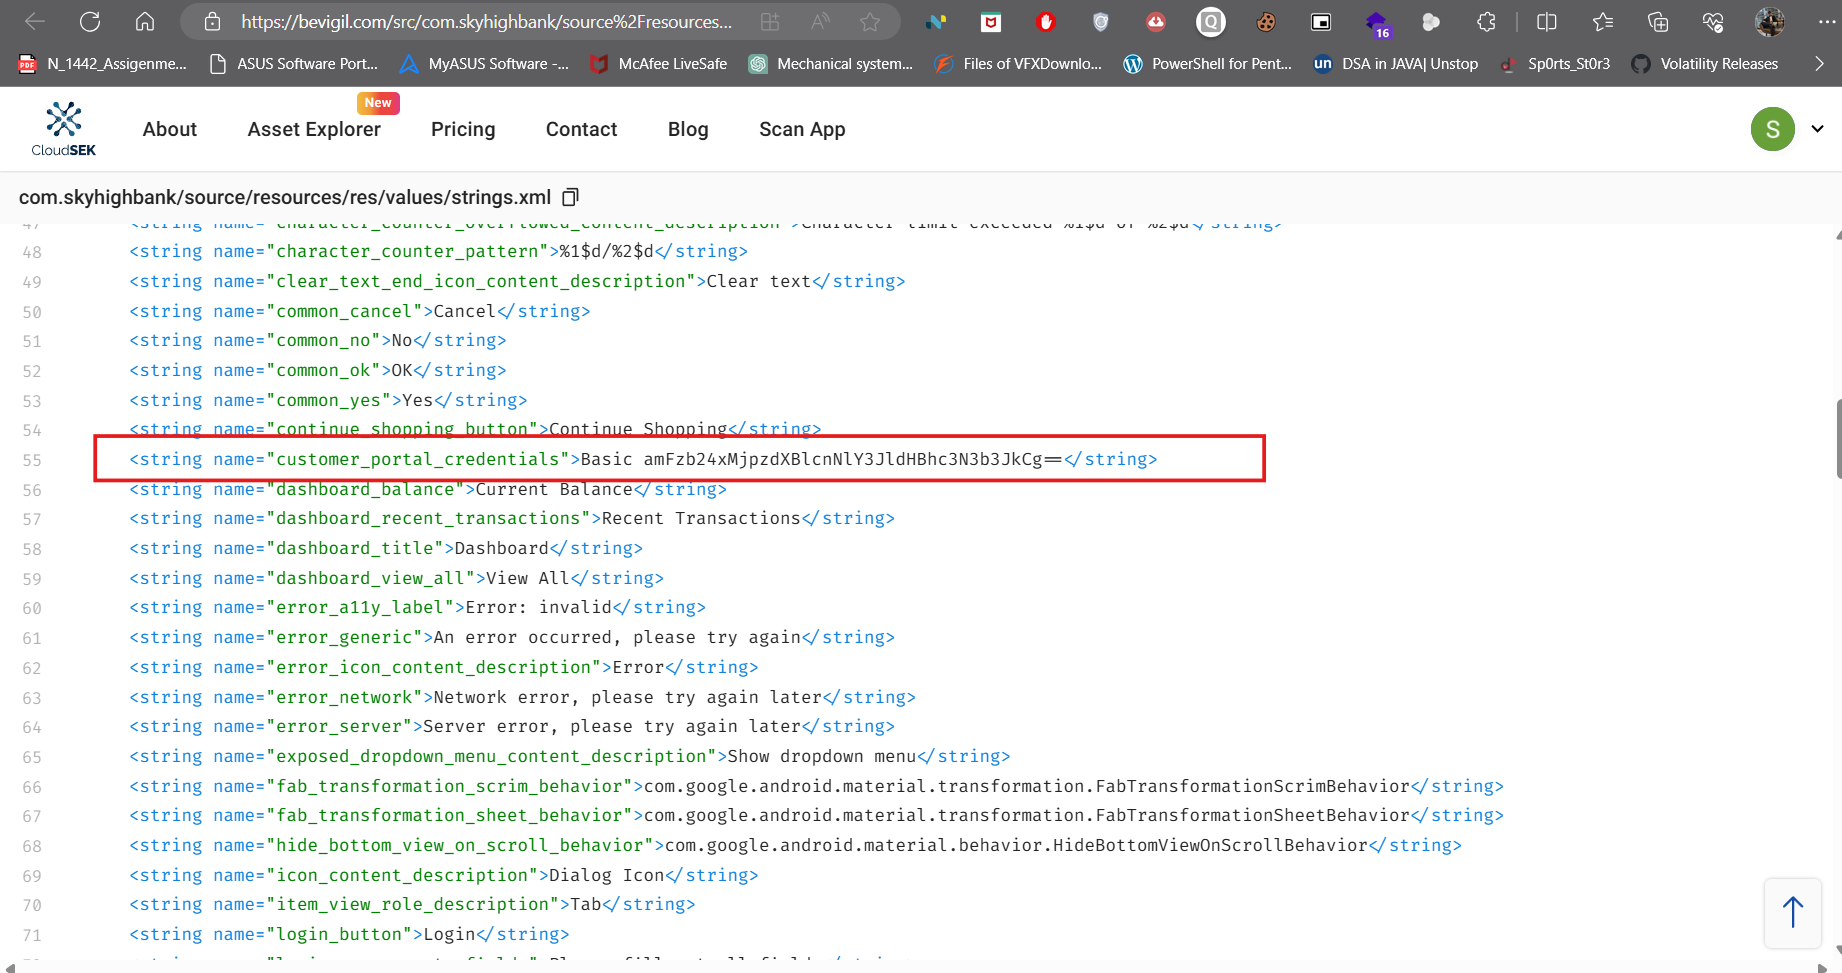 https://bevigil.com/src/com.skyhighbank/source%2Fresources...
16
N_1442_Assigenme...
ASUS Software Port...
MyASUS Software -...
McAfee LiveSafe
Mechanical system...
Files of VFXDownlo...
PowerShell for Pent...
un DSA in JAVA| Unstop
Sp0rts_St0r3
Volatility Releases
CloudSEK
About
Asset Explorer
New
Pricing
Contact
Blog
Scan App
S
com.skyhighbank/source/resources/res/values/strings.xml
47 <string name="character_counter_overflowed_content_description">Character limit exceeded %1$d of %2$d</string>
48 <string name="character_counter_pattern">%1$d/%2$d</string>
49 <string name="clear_text_end_icon_content_description">Clear text</string>
50 <string name="common_cancel">Cancel</string>
51 <string name="common_no">No</string>
52 <string name="common_ok">OK</string>
53 <string name="common_yes">Yes</string>
54 <string name="continue_shopping_button">Continue Shopping</string>
55 <string name="customer_portal_credentials">Basic amFzb24xMjpzdXBlcnNlY3JldHBhc3N3b3JkCg==</string>
56 <string name="dashboard_balance">Current Balance</string>
57 <string name="dashboard_recent_transactions">Recent Transactions</string>
58 <string name="dashboard_title">Dashboard</string>
59 <string name="dashboard_view_all">View All</string>
60 <string name="error_a11y_label">Error: invalid</string>
61 <string name="error_generic">An error occurred, please try again</string>
62 <string name="error_icon_content_description">Error</string>
63 <string name="error_network">Network error, please try again later</string>
64 <string name="error_server">Server error, please try again later</string>
65 <string name="exposed_dropdown_menu_content_description">Show dropdown menu</string>
66 <string name="fab_transformation_scrim_behavior">com.google.android.material.transformation.FabTransformationScrimBehavior</string>
67 <string name="fab_transformation_sheet_behavior">com.google.android.material.transformation.FabTransformationSheetBehavior</string>
68 <string name="hide_bottom_view_on_scroll_behavior">com.google.android.material.behavior.HideBottomViewOnScrollBehavior</string>
69 <string name="icon_content_description">Dialog Icon</string>
70 <string name="item_view_role_description">Tab</string>
71 <string name="login_button">Login</string>